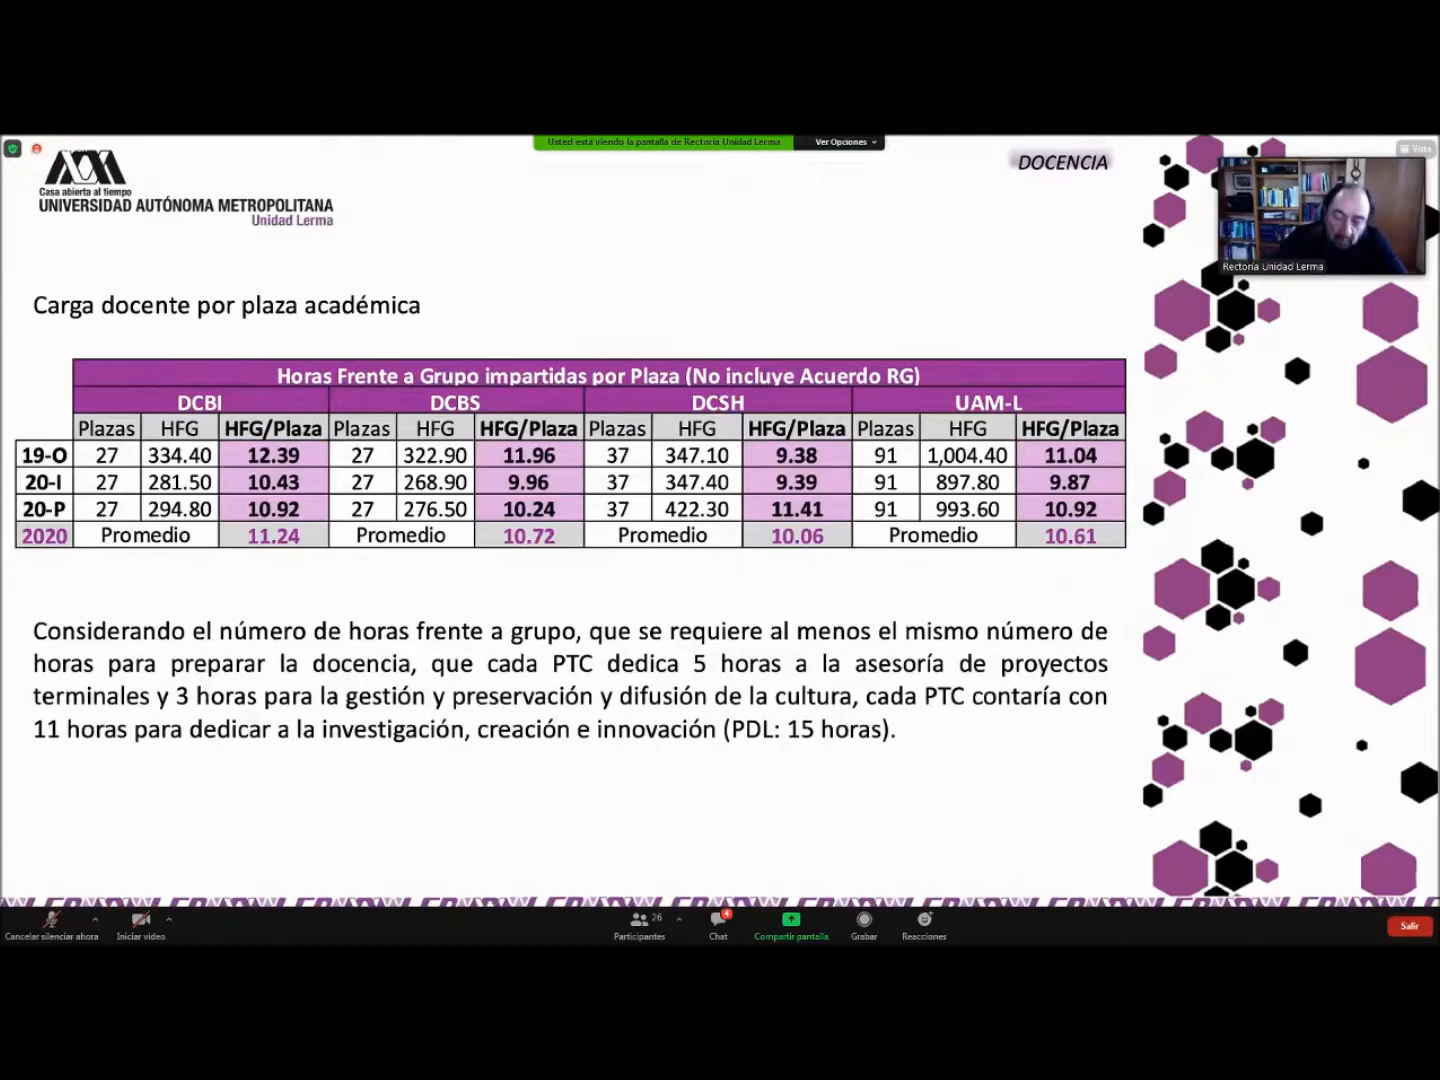 Usted está viendo la pantalla de Rectoría Unidad Lerma
Ver Opciones
Vista
Casa abierta al tiempo
UNIVERSIDAD AUTÓNOMA METROPOLITANA
Unidad Lerma
DOCENCIA
Rectoría Unidad Lerma
Carga docente por plaza académica
Horas Frente a Grupo impartidas por Plaza (No incluye Acuerdo RG)
DCBI DCBS DCSH UAM-L
Plazas HFG HFG/Plaza Plazas HFG HFG/Plaza Plazas HFG HFG/Plaza Plazas HFG HFG/Plaza
19-O 27 334.40 12.39 27 322.90 11.96 37 347.10 9.38 91 1,004.40 11.04
20-I 27 281.50 10.43 27 268.90 9.96 37 347.40 9.39 91 897.80 9.87
20-P 27 294.80 10.92 27 276.50 10.24 37 422.30 11.41 91 993.60 10.92
2020 Promedio 11.24 Promedio 10.72 Promedio 10.06 Promedio 10.61
Considerando el número de horas frente a grupo, que se requiere al menos el mismo número de
horas para preparar la docencia, que cada PTC dedica 5 horas a la asesoría de proyectos
terminales y 3 horas para la gestión y preservación y difusión de la cultura, cada PTC contaría con
11 horas para dedicar a la investigación, creación e innovación (PDL: 15 horas).
Cancelar silenciar ahora
Iniciar video
26
Participantes
4
Chat
Compartir pantalla
Grabar
Reacciones
Salir